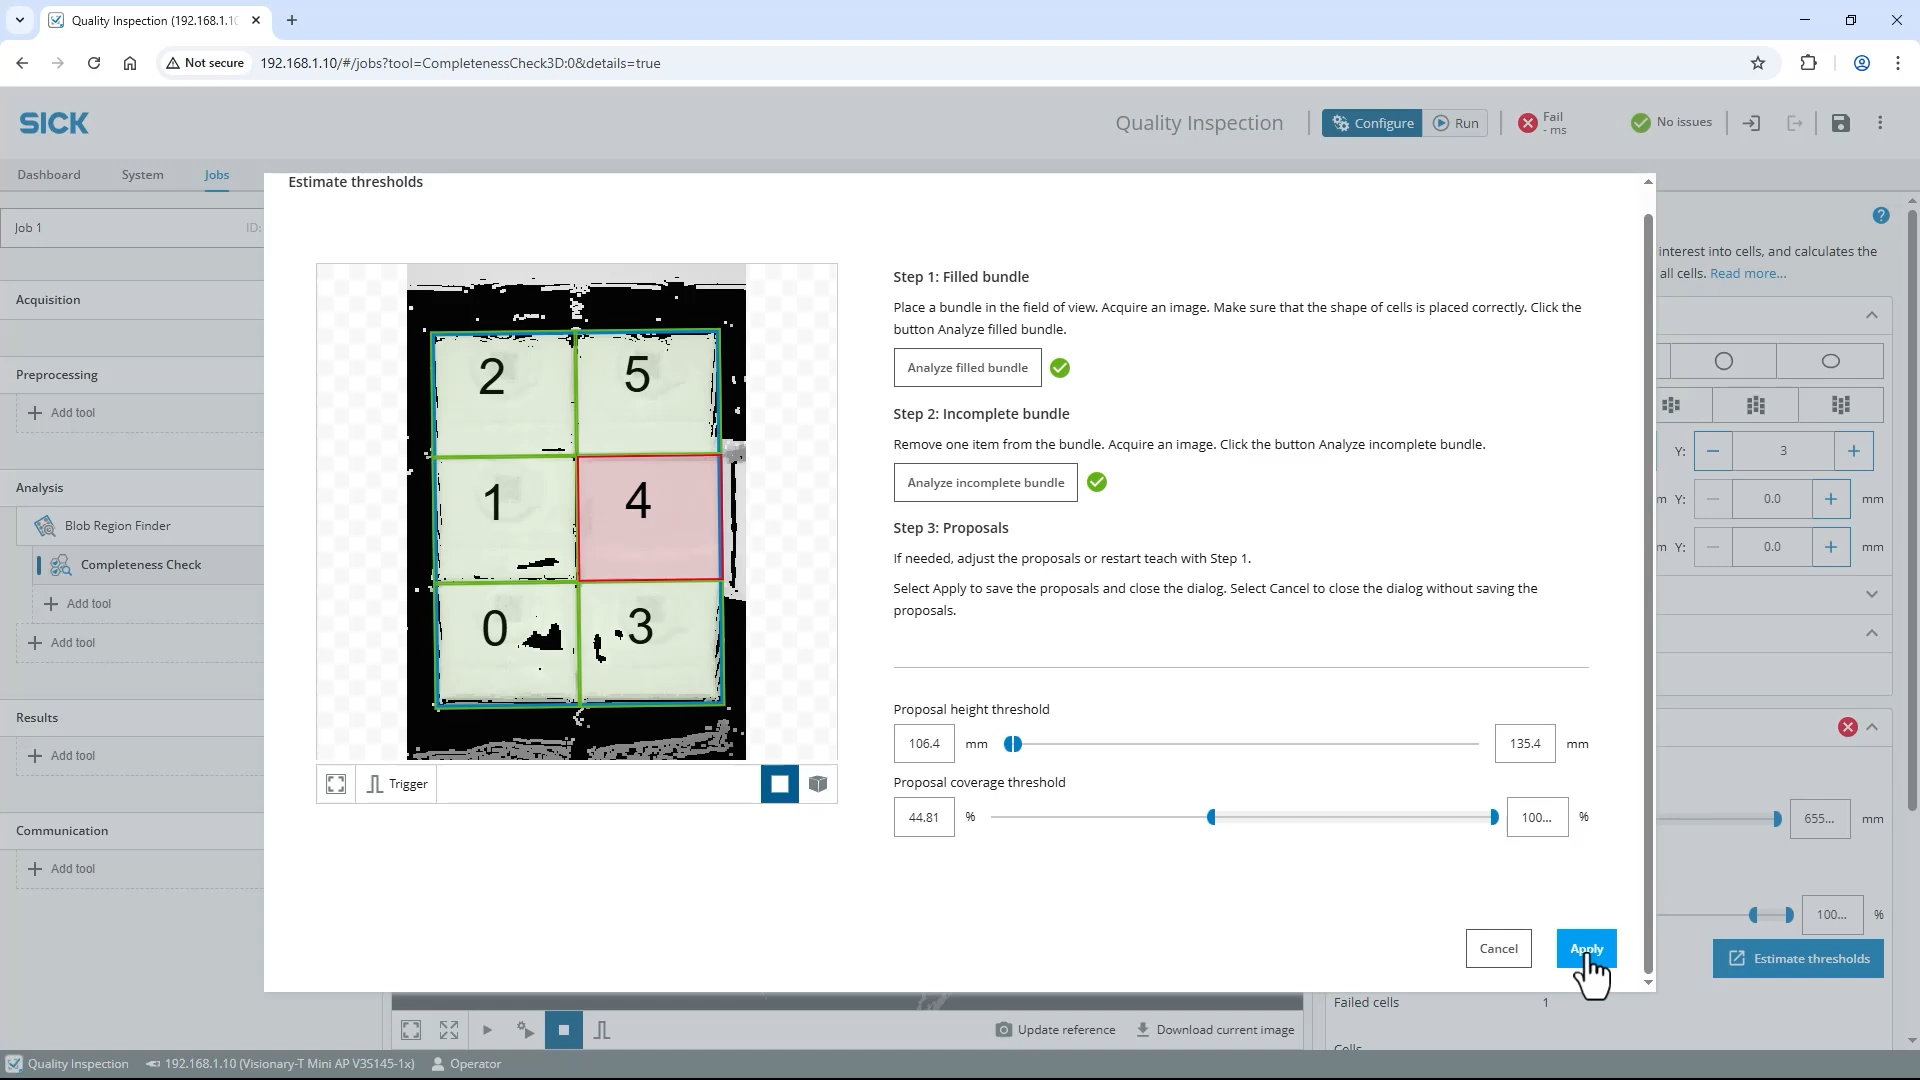 Quality Inspection (192.168.1.10
Not secure
192.168.1.10/#/jobs?tool=CompletenessCheck3D:0&details=true
SICK
Quality Inspection
Configure
Run
Fail
- ms
No issues
Dashboard
System
Jobs
Job 1
ID:
Acquisition
Preprocessing
Add tool
Analysis
Blob Region Finder
Completeness Check
Add tool
Add tool
Results
Add tool
Communication
Add tool
Estimate thresholds
2
5
1
4
0
3
Trigger
Step 1: Filled bundle
Place a bundle in the field of view. Acquire an image. Make sure that the shape of cells is placed correctly. Click the
button Analyze filled bundle.
Analyze filled bundle
Step 2: Incomplete bundle
Remove one item from the bundle. Acquire an image. Click the button Analyze incomplete bundle.
Analyze incomplete bundle
Step 3: Proposals
If needed, adjust the proposals or restart teach with Step 1.
Select Apply to save the proposals and close the dialog. Select Cancel to close the dialog without saving the
proposals.
Proposal height threshold
106.4 mm 135.4 mm
Proposal coverage threshold
44.81 % 100... %
Cancel
Apply
interest into cells, and calculates the
all cells. Read more...
Y: 3
m Y: 0.0 mm
m Y: 0.0 mm
655... mm
100... %
Estimate thresholds
Failed cells 1
Cells
Update reference
Download current image
Quality Inspection
192.168.1.10 (Visionary-T Mini AP V3S145-1x)
Operator